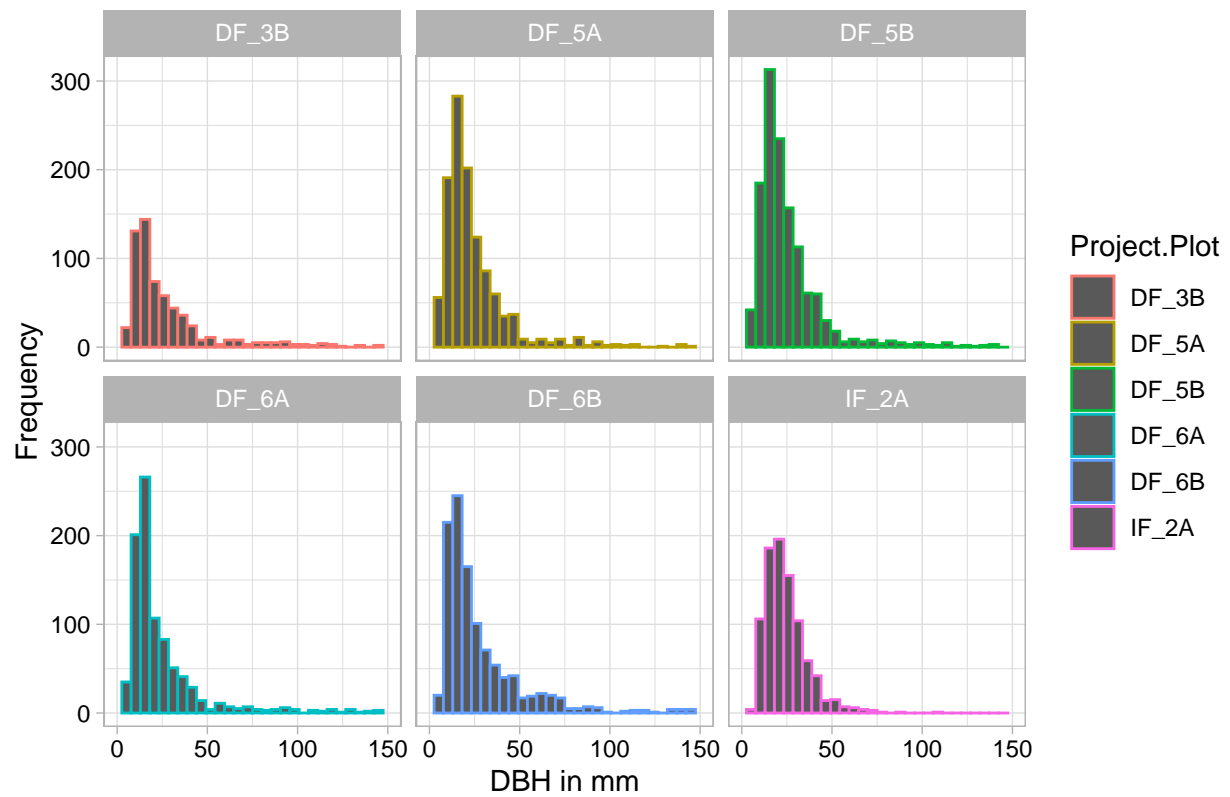 DF_3B
DF_5A
DF_5B
300
200
100
0
DF_6A
DF_6B
IF_2A
300
200
100
0
0
50
100
150
0
50
100
150
0
50
100
150
Frequency
DBH in mm
Project.Plot
DF_3B
DF_5A
DF_5B
DF_6A
DF_6B
IF_2A